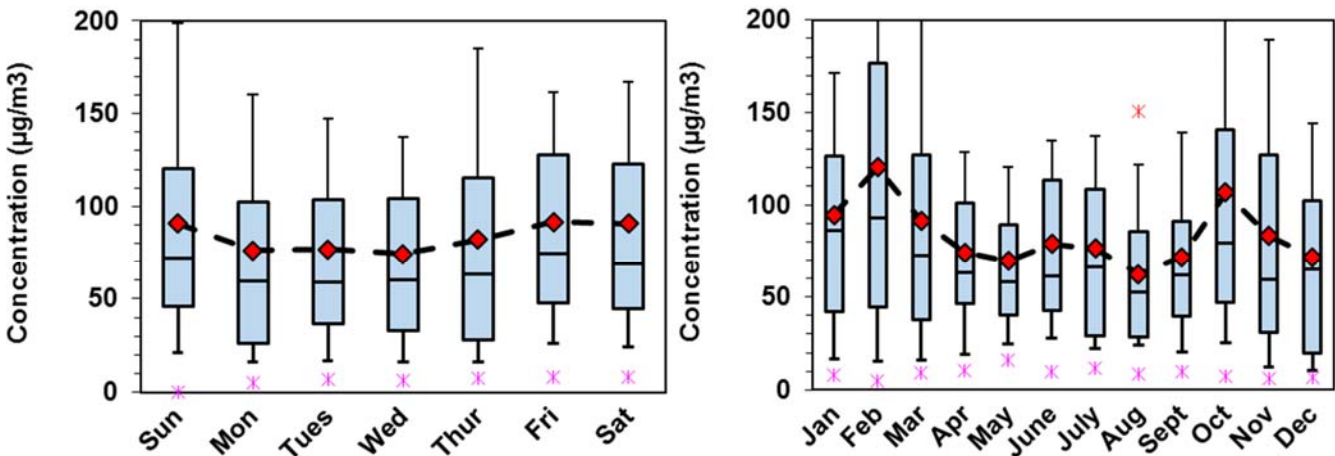 Concentration (µg/m3)
200
150
100
50
0
Sun Mon Tues Wed Thur Fri Sat
Concentration (µg/m3)
200
150
100
50
0
Jan Feb Mar Apr May June July Aug Sept Oct Nov Dec